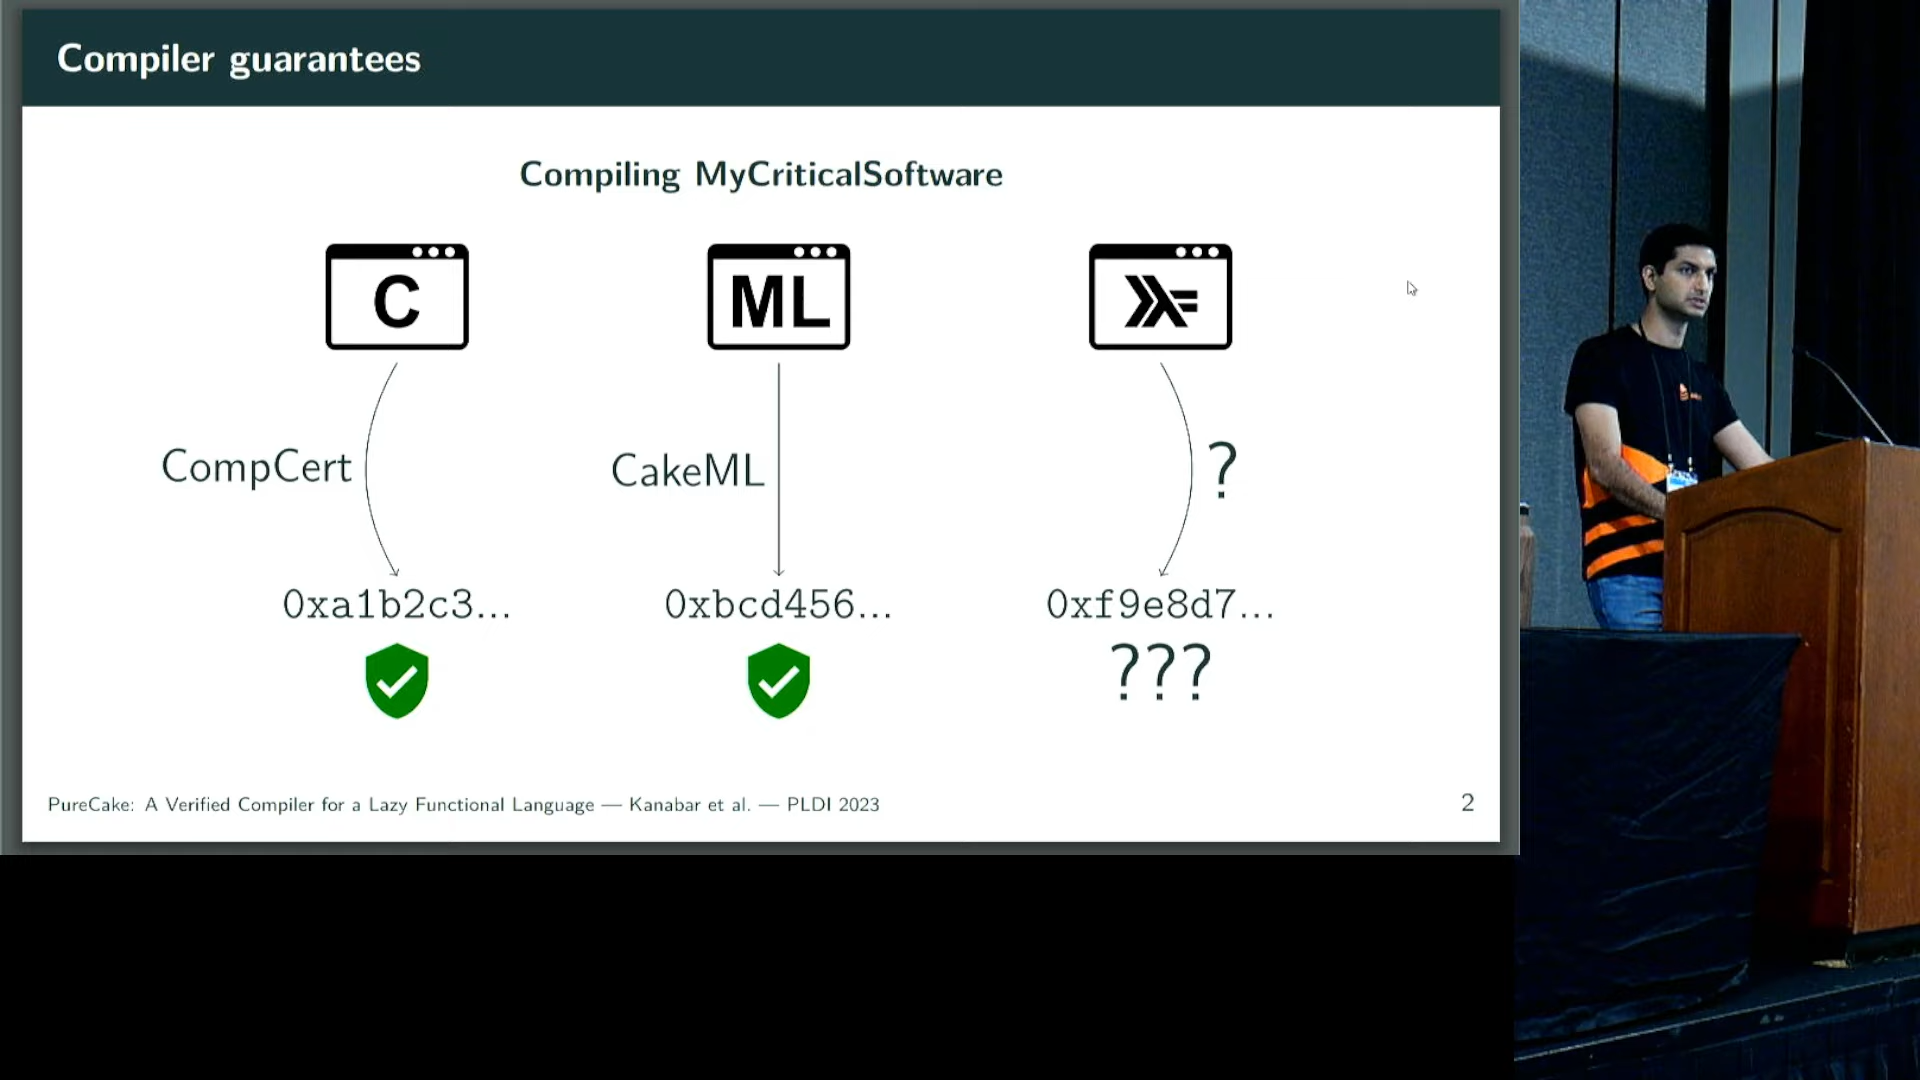 Compiler guarantees
Compiling MyCriticalSoftware
C
ML
CompCert
CakeML
?
0xa1b2c3...
0xbcd456...
0xf9e8d7...
???
PureCake: A Verified Compiler for a Lazy Functional Language — Kanabar et al. — PLDI 2023
2